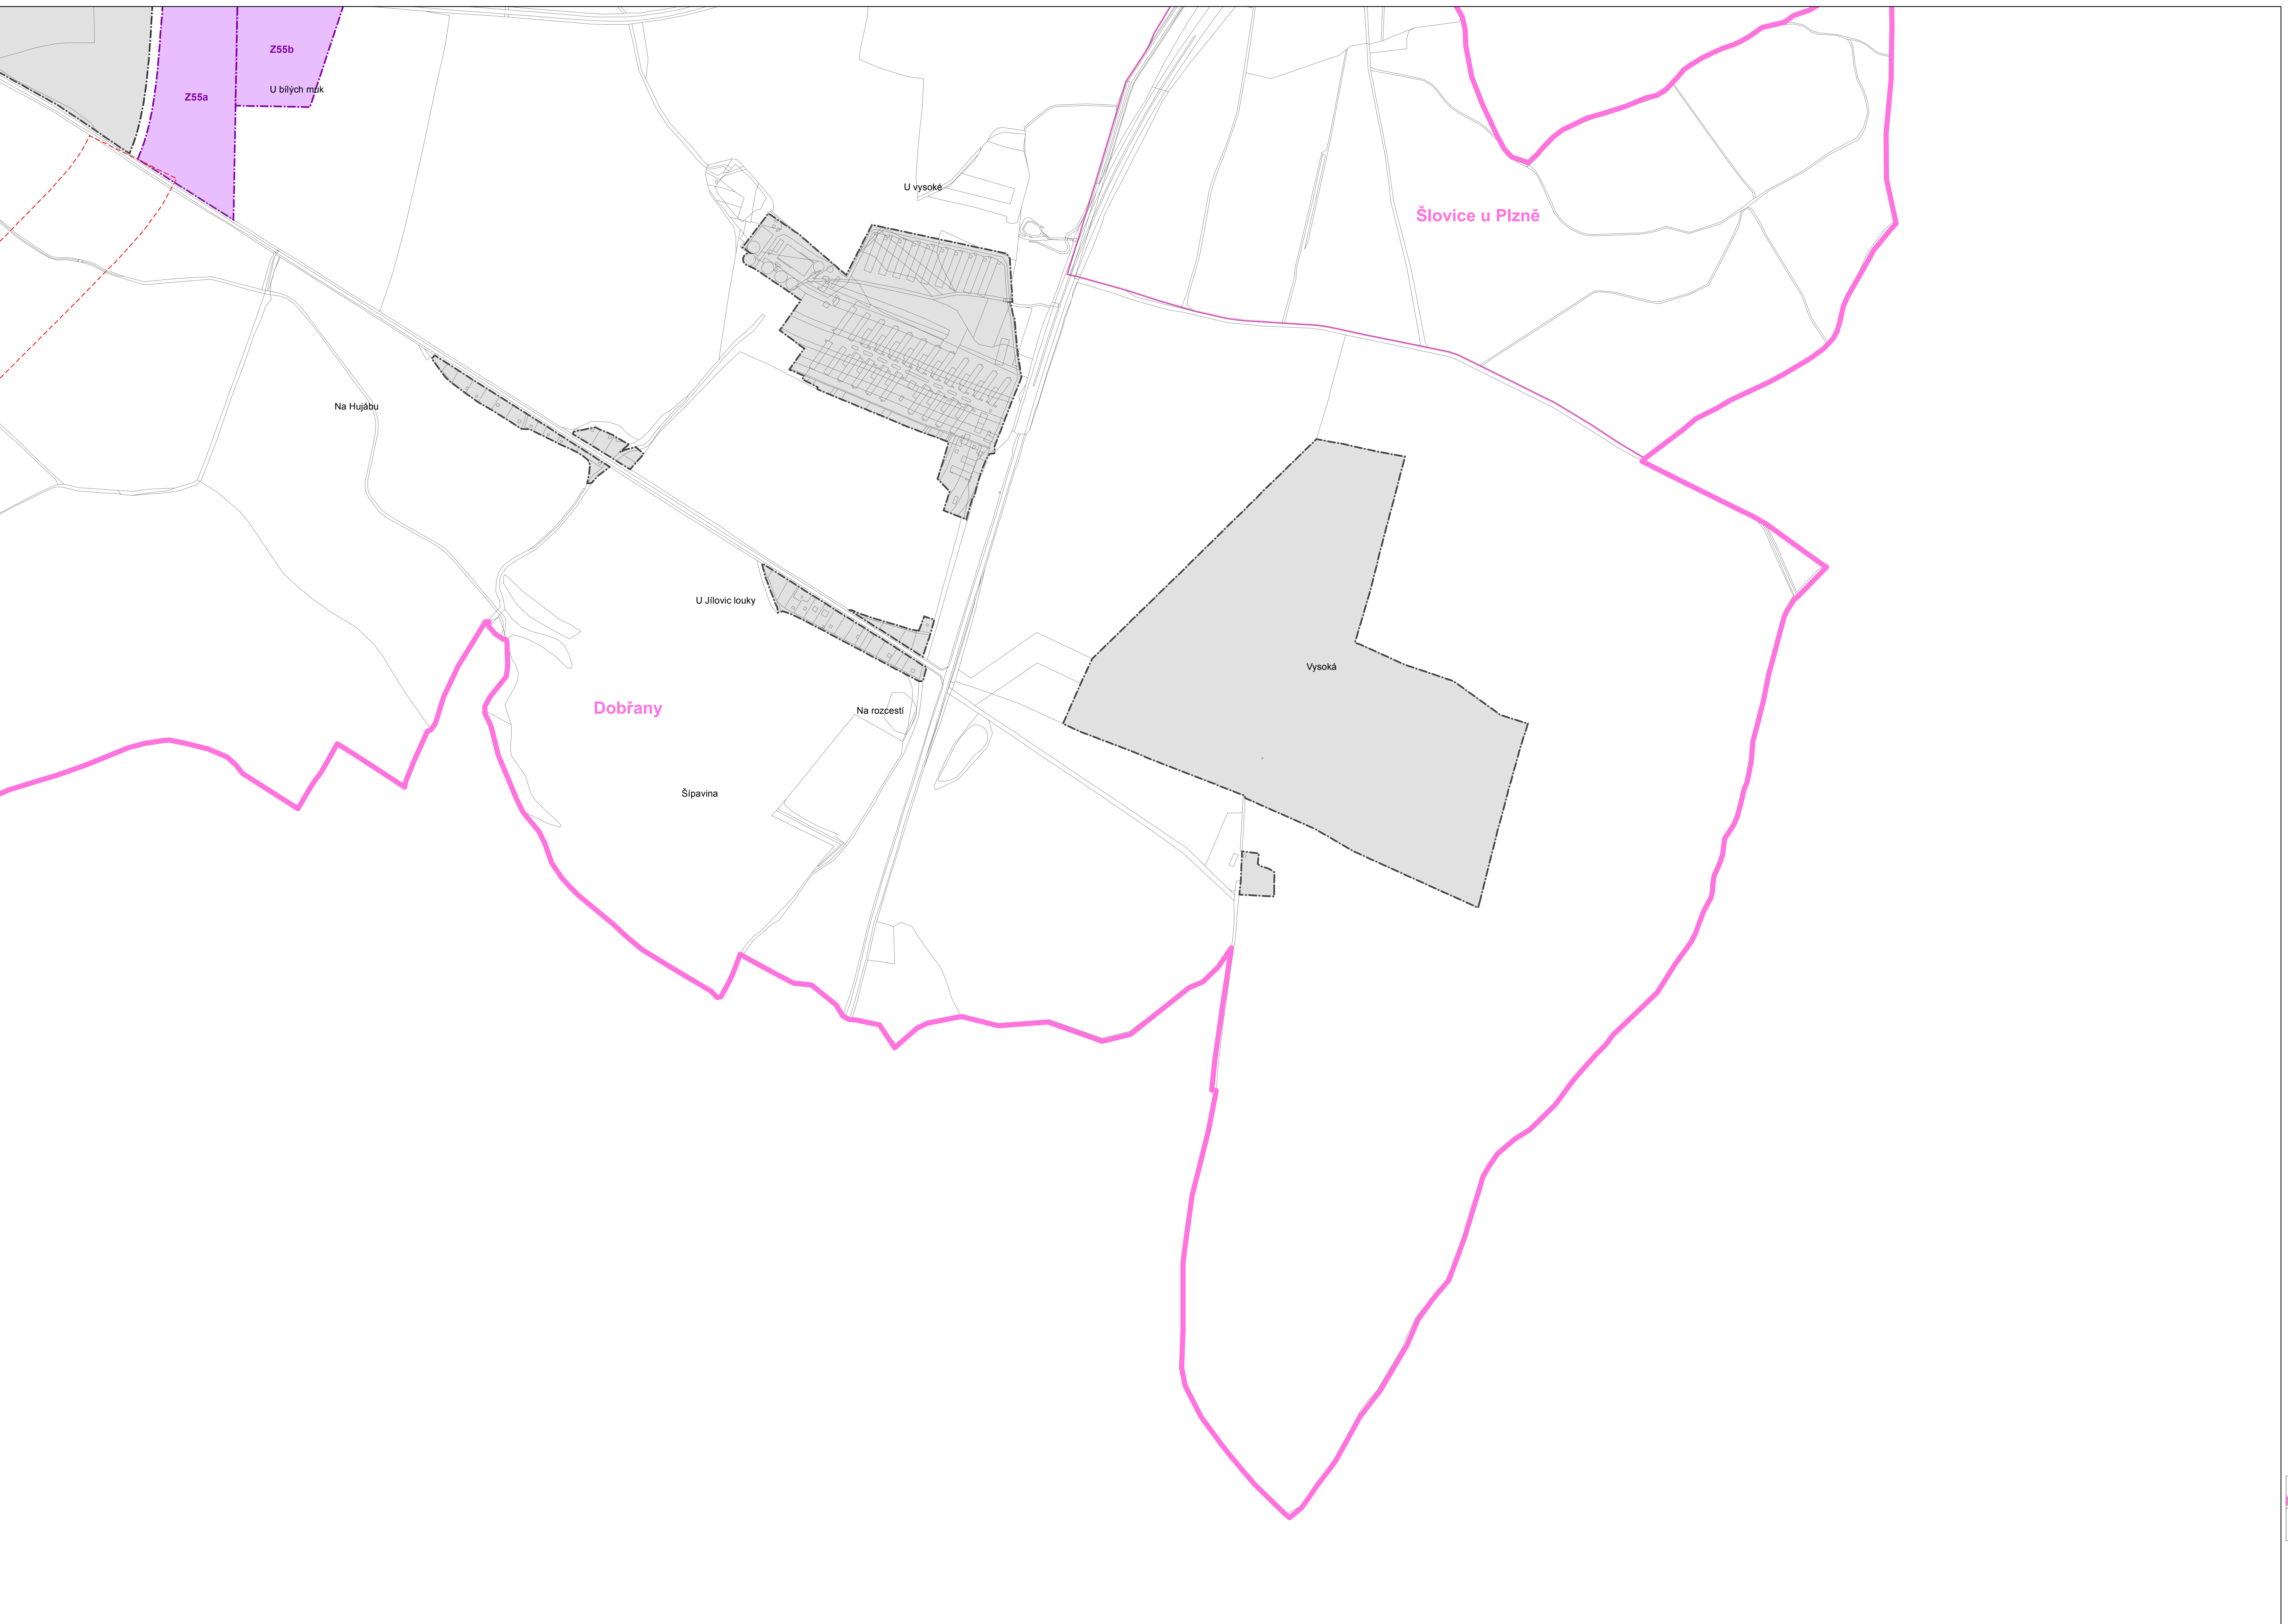 Z55b
U bílých muk
Z55a
U vysoké
Šlovice u Plzně
Na Hujábu
U Jílovic louky
Vysoká
Dobřany
Na rozcestí
Šípavina